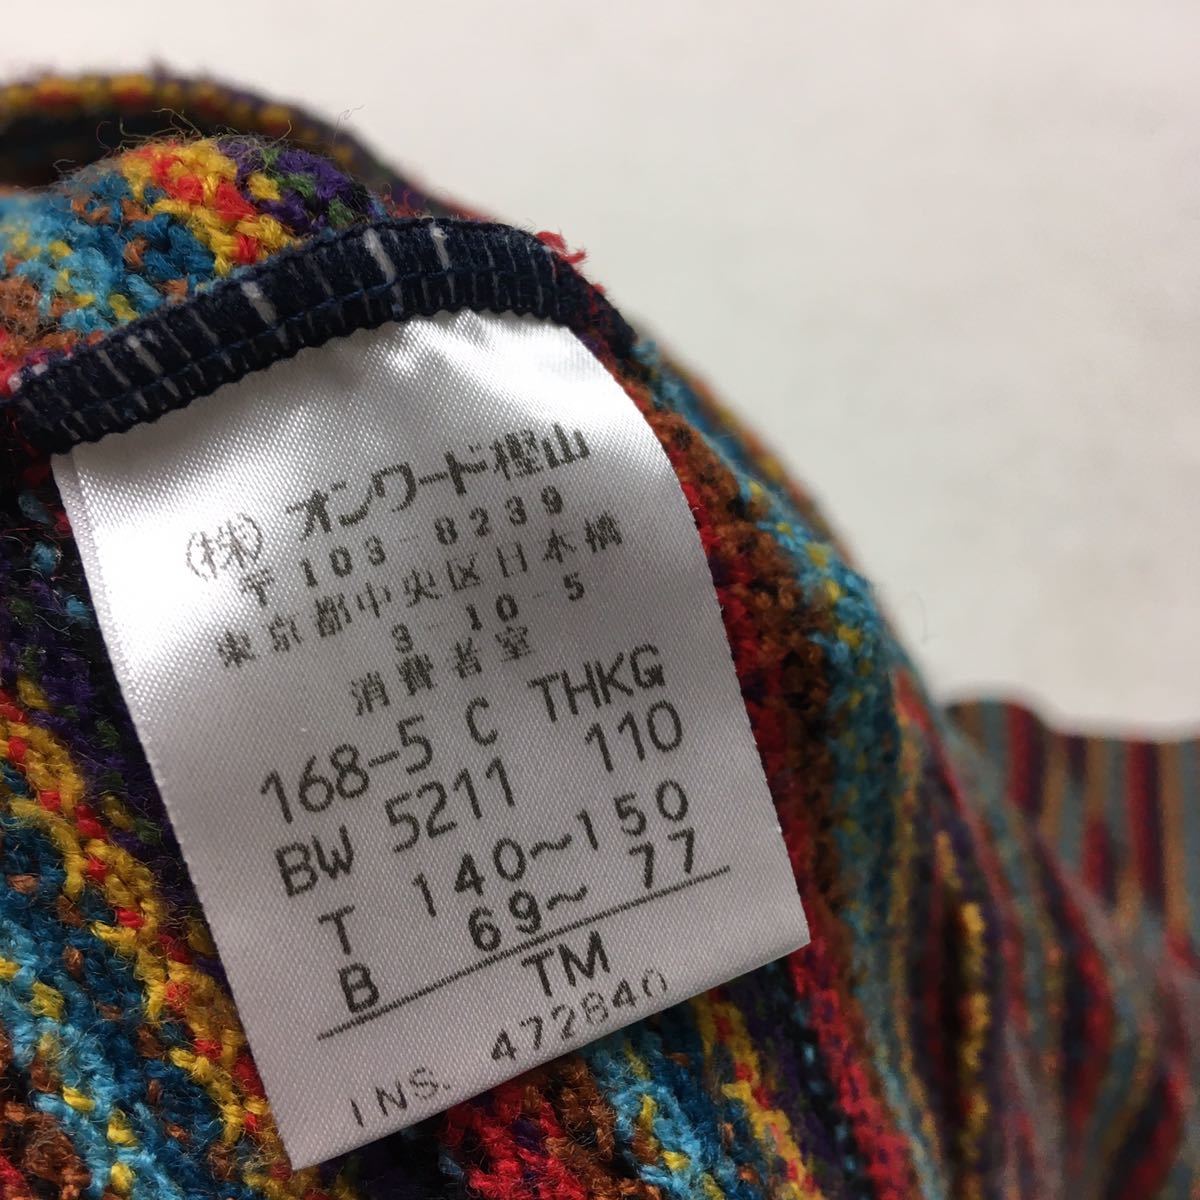 (株) オンワード樫山
〒103-8239
東京都中央区日本橋
3-10-5
消費者室
168-5 C THKG
BW 5211 110
T 140~150
B 69~77
TM
INS. 472840